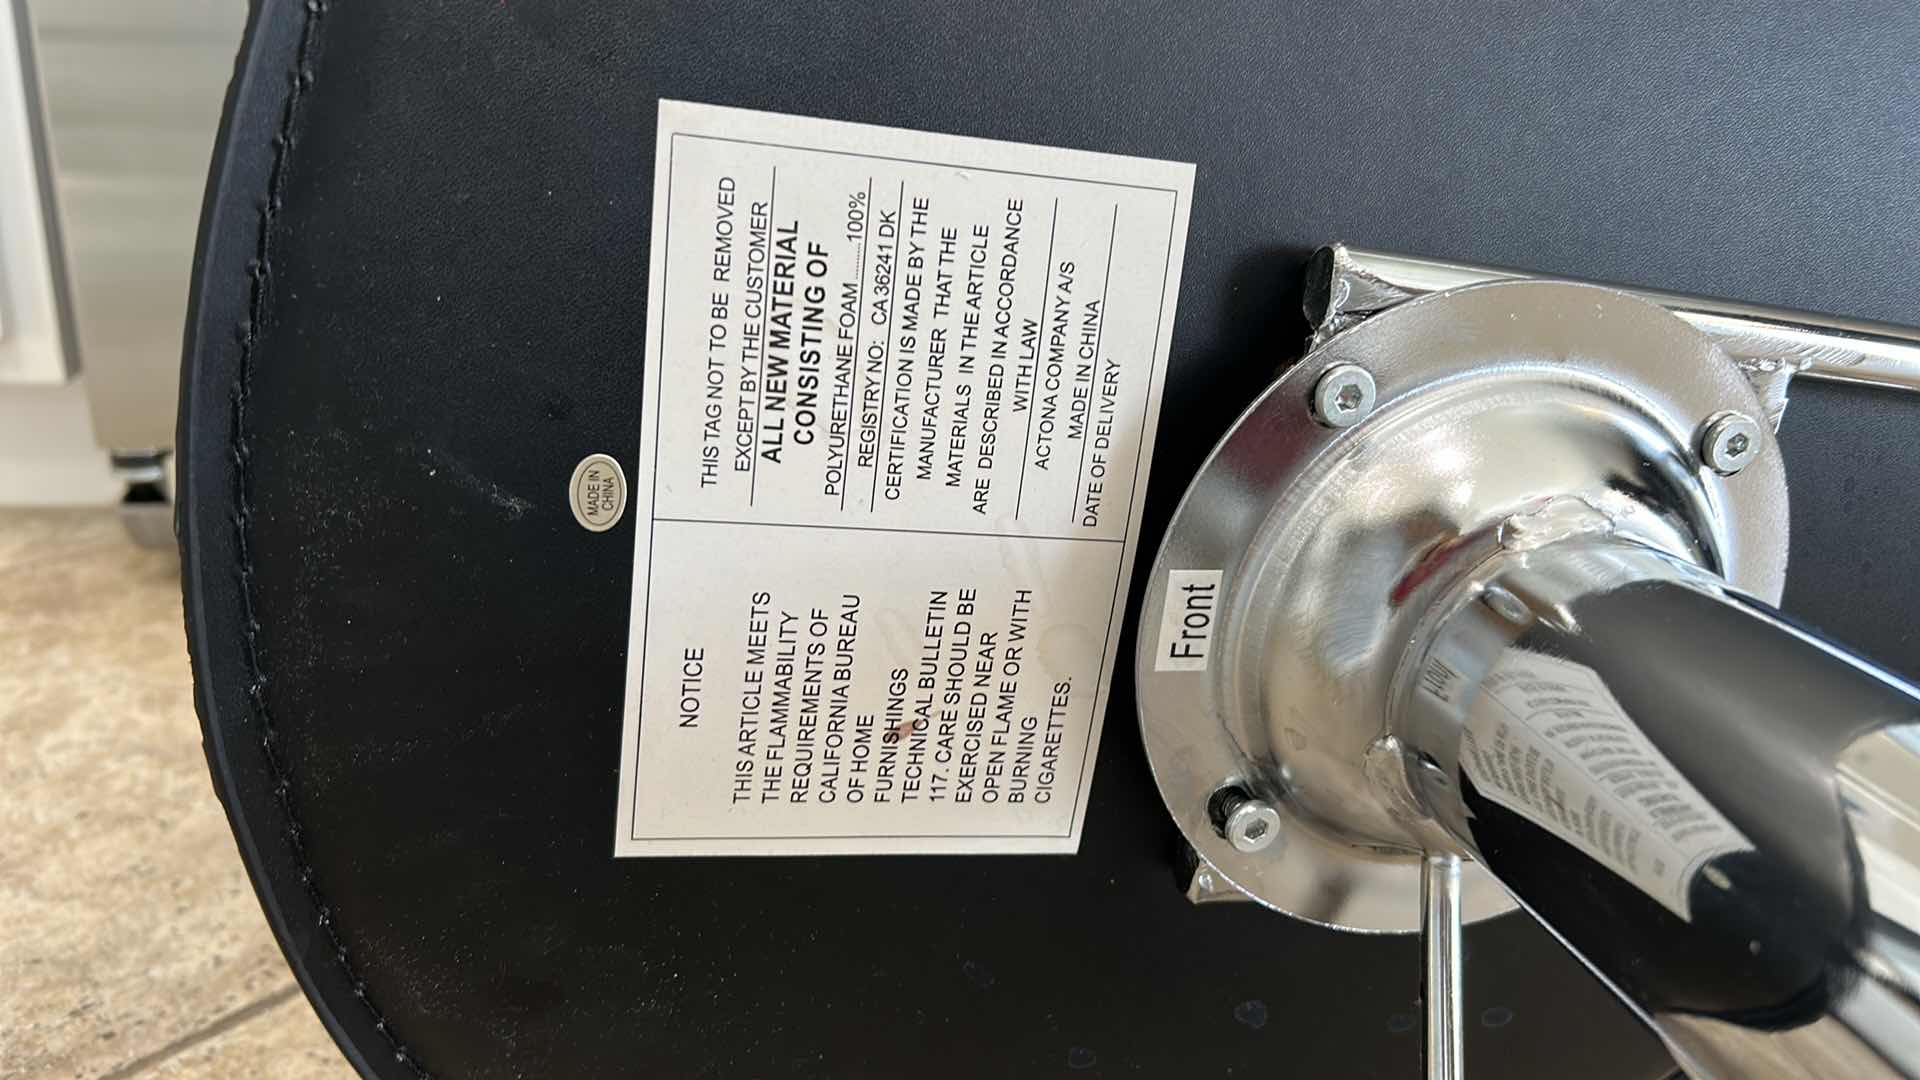 THIS TAG NOT TO BE REMOVED
EXCEPT BY THE CUSTOMER
ALL NEW MATERIAL
CONSISTING OF
POLYURETHANE FOAM............100%
REGISTRY NO: CA 36241 DK
CERTIFICATION IS MADE BY THE
MANUFACTURER THAT THE
MATERIALS IN THE ARTICLE
ARE DESCRIBED IN ACCORDANCE
WITH LAW
ACTONA COMPANY A/S
MADE IN CHINA
DATE OF DELIVERY
NOTICE
THIS ARTICLE MEETS
THE FLAMMABILITY
REQUIREMENTS OF
CALIFORNIA BUREAU
OF HOME
FURNISHINGS
TECHNICAL BULLETIN
117. CARE SHOULD BE
EXERCISED NEAR
OPEN FLAME OR WITH
BURNING
CIGARETTES.
MADE IN
CHINA
Front